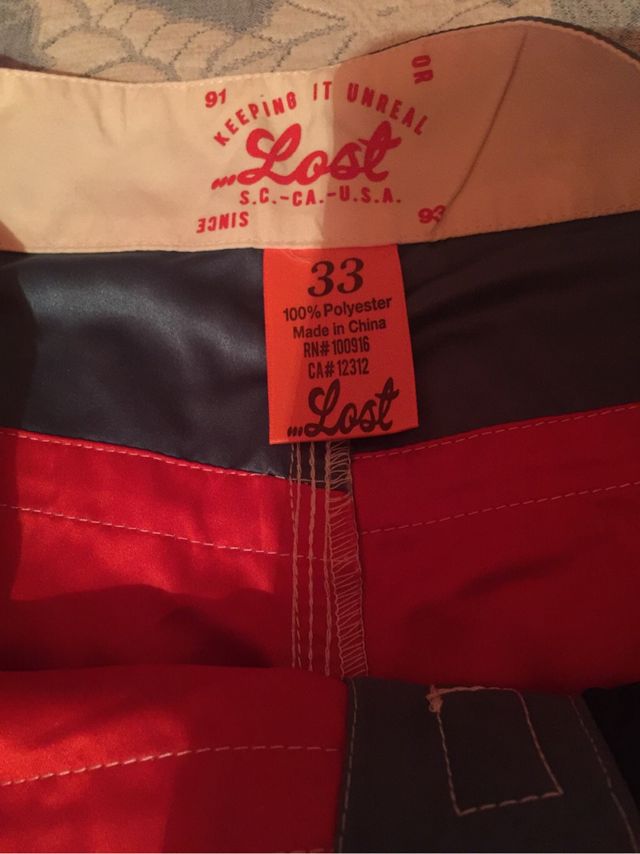 91
OR
KEEPING IT UNREAL
...Lost
S.C.-CA.-U.S.A.
SINCE
93
33
100% Polyester
Made in China
RN# 100916
CA# 12312
...Lost